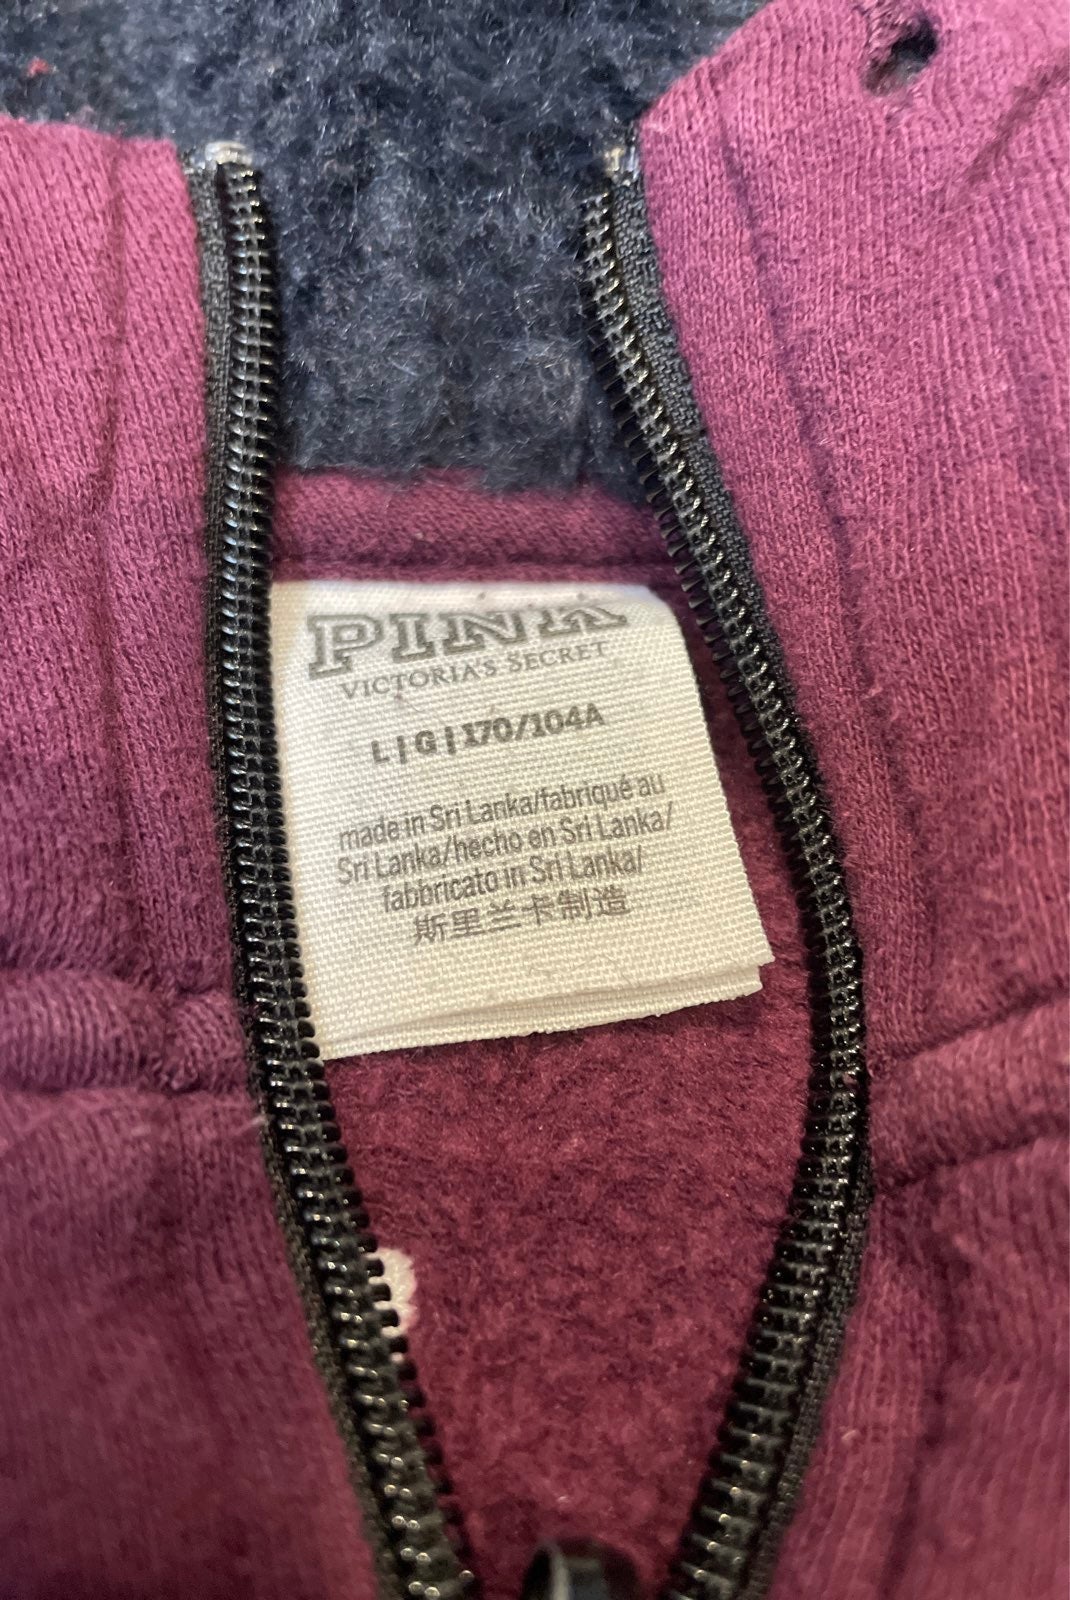 PINK
VICTORIA'S SECRET
L | G | 170/104A
made in Sri Lanka/fabriqué au
Sri Lanka/hecho en Sri Lanka/
fabbricato in Sri Lanka/
斯里兰卡制造